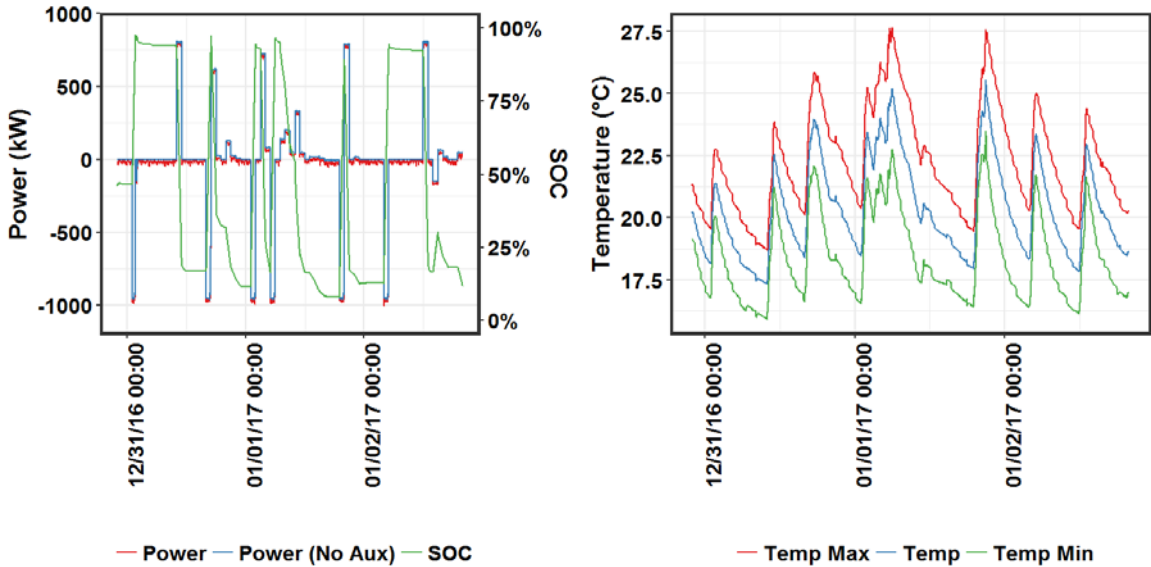 1000
500
0
-500
-1000
Power (kW)
100%
75%
50%
25%
0%
SOC
12/31/16 00:00
01/01/17 00:00
01/02/17 00:00
Power
Power (No Aux)
SOC
27.5
25.0
22.5
20.0
17.5
Temperature (°C)
12/31/16 00:00
01/01/17 00:00
01/02/17 00:00
Temp Max
Temp
Temp Min